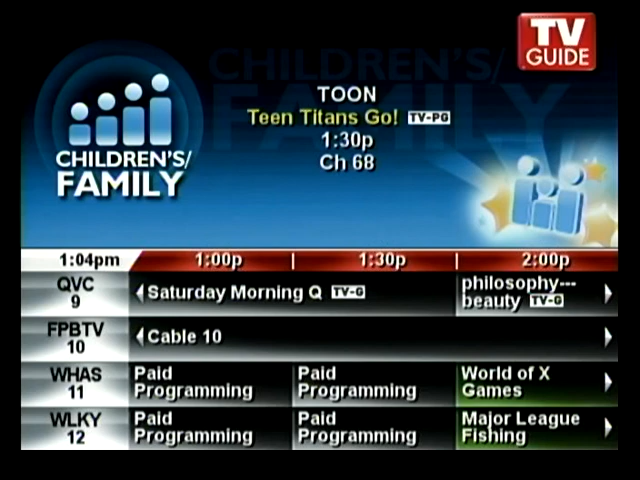 TV
GUIDE
CHILDREN'S/
FAMILY
TOON
Teen Titans Go! TV-PG
1:30p
Ch 68
CHILDREN'S/
FAMILY
1:04pm 1:00p 1:30p 2:00p
QVC
9
Saturday Morning Q TV-G
philosophy---
beauty TV-G
FPBTV
10
Cable 10
WHAS
11
Paid
Programming
Paid
Programming
World of X
Games
WLKY
12
Paid
Programming
Paid
Programming
Major League
Fishing